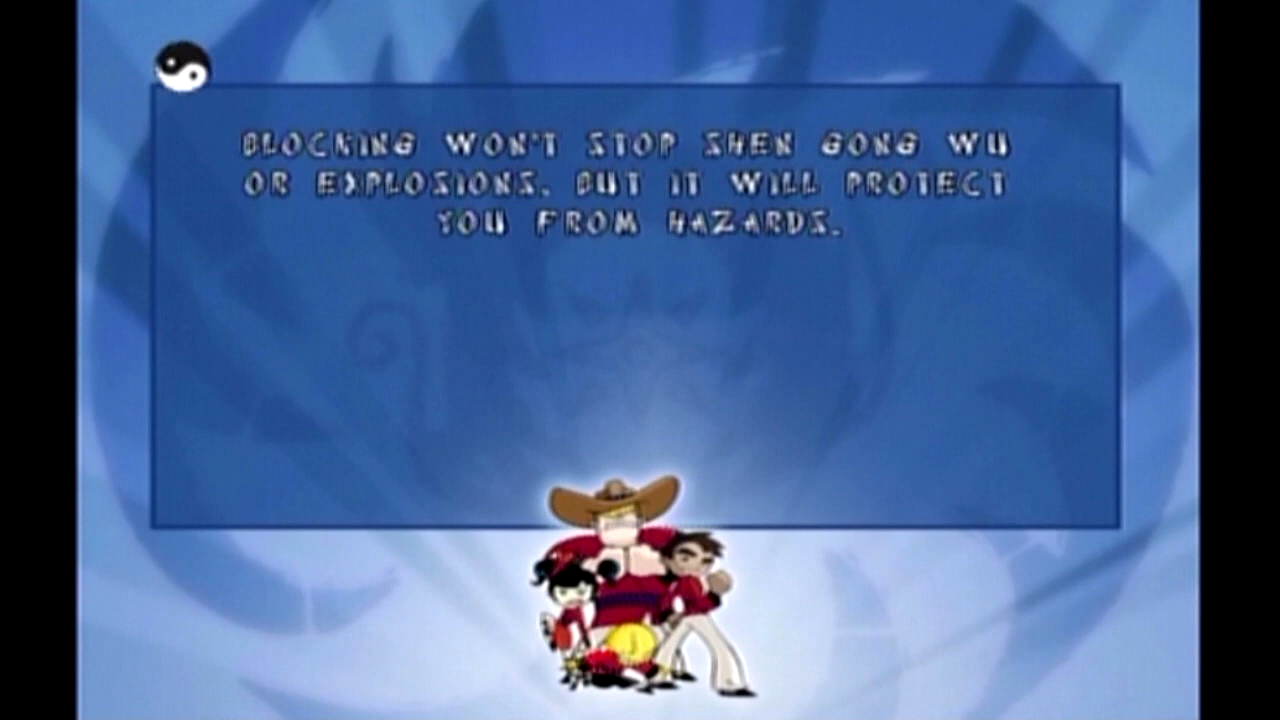 BLOCKING WON'T STOP SHEN GONG WU
OR EXPLOSIONS, BUT IT WILL PROTECT
YOU FROM HAZARDS.